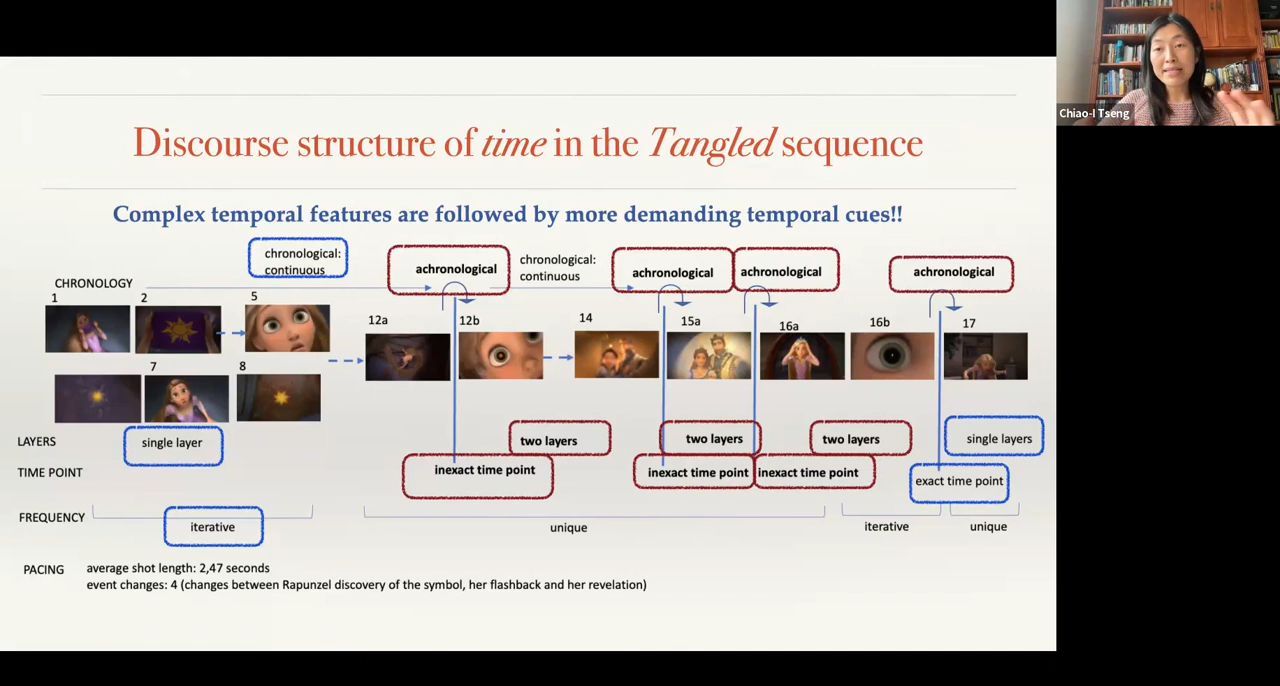 Chiao-I Tseng
Discourse structure of time in the Tangled sequence
Complex temporal features are followed by more demanding temporal cues!!
chronological:
continuous
achronological
chronological:
continuous
achronological
achronological
achronological
CHRONOLOGY
1
2
5
12a
12b
14
15a
16a
16b
17
7
8
LAYERS
single layer
two layers
two layers
two layers
single layers
TIME POINT
inexact time point
inexact time point
inexact time point
exact time point
FREQUENCY
iterative
unique
iterative
unique
PACING
average shot length: 2,47 seconds
event changes: 4 (changes between Rapunzel discovery of the symbol, her flashback and her revelation)